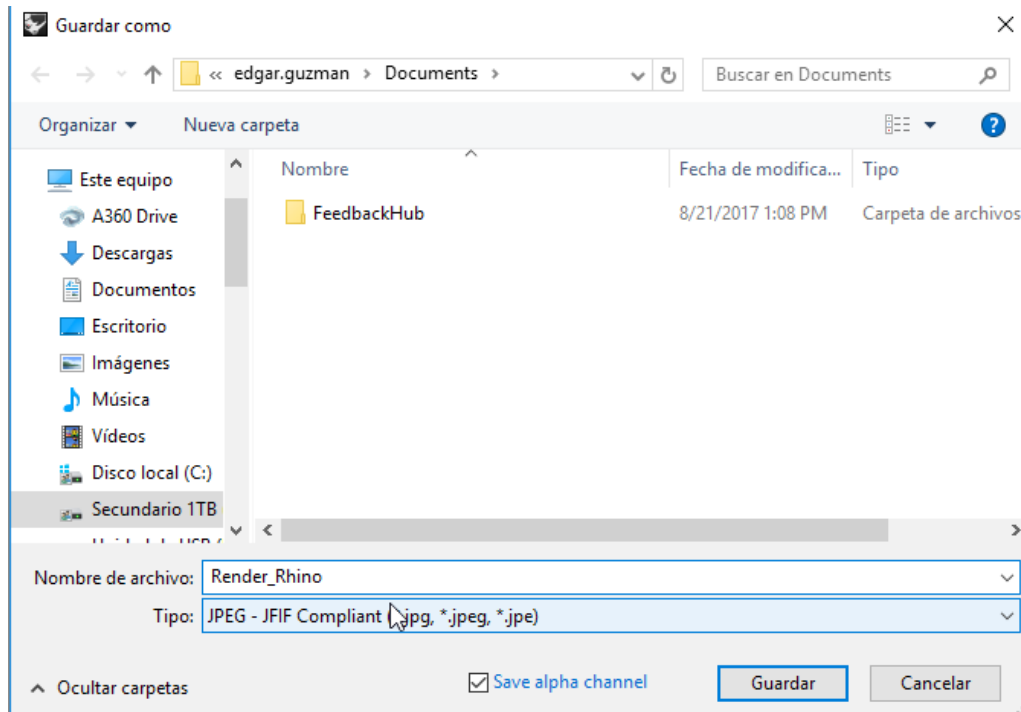 Guardar como
« edgar.guzman > Documents >
Buscar en Documents
Organizar
Nueva carpeta
?
Nombre
Fecha de modifica...
Tipo
Este equipo
A360 Drive
Descargas
Documentos
Escritorio
Imágenes
Música
Vídeos
Disco local (C:)
Secundario 1TB
FeedbackHub
8/21/2017 1:08 PM
Carpeta de archivos
Nombre de archivo: Render_Rhino
Tipo: JPEG - JFIF Compliant jpg, *.jpeg, *.jpe)
Ocultar carpetas
Save alpha channel
Guardar
Cancelar